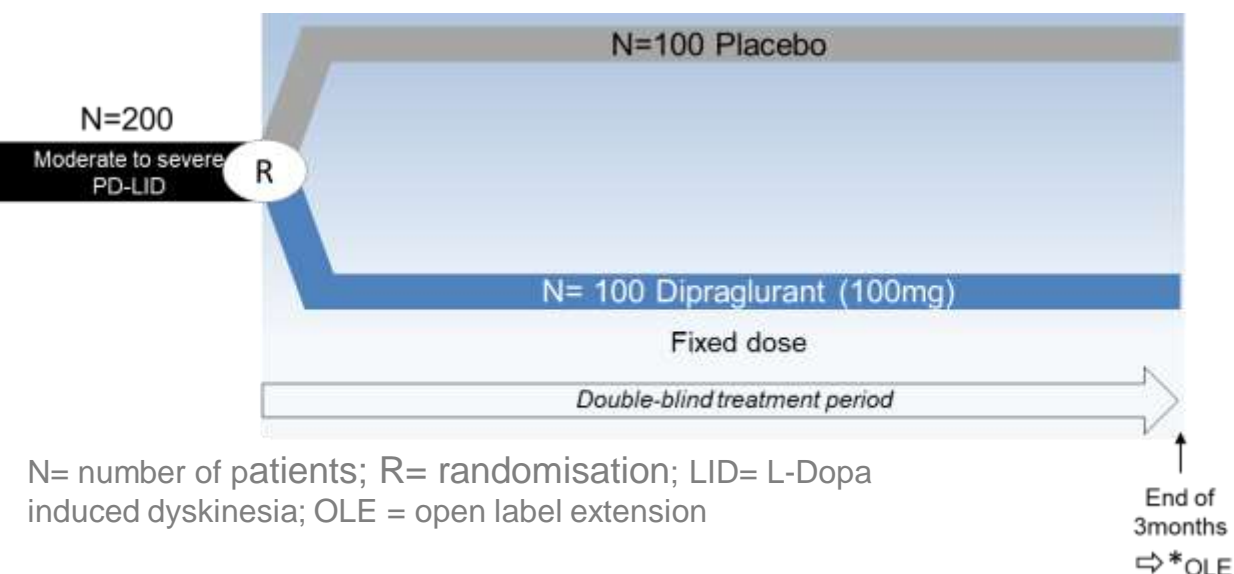 N=100 Placebo
N=200
Moderate to severe
PD-LID
R
N= 100 Dipraglurant (100mg)
Fixed dose
Double-blind treatment period
N= number of patients; R= randomisation; LID= L-Dopa
induced dyskinesia; OLE = open label extension
End of
3months
⇨*OLE